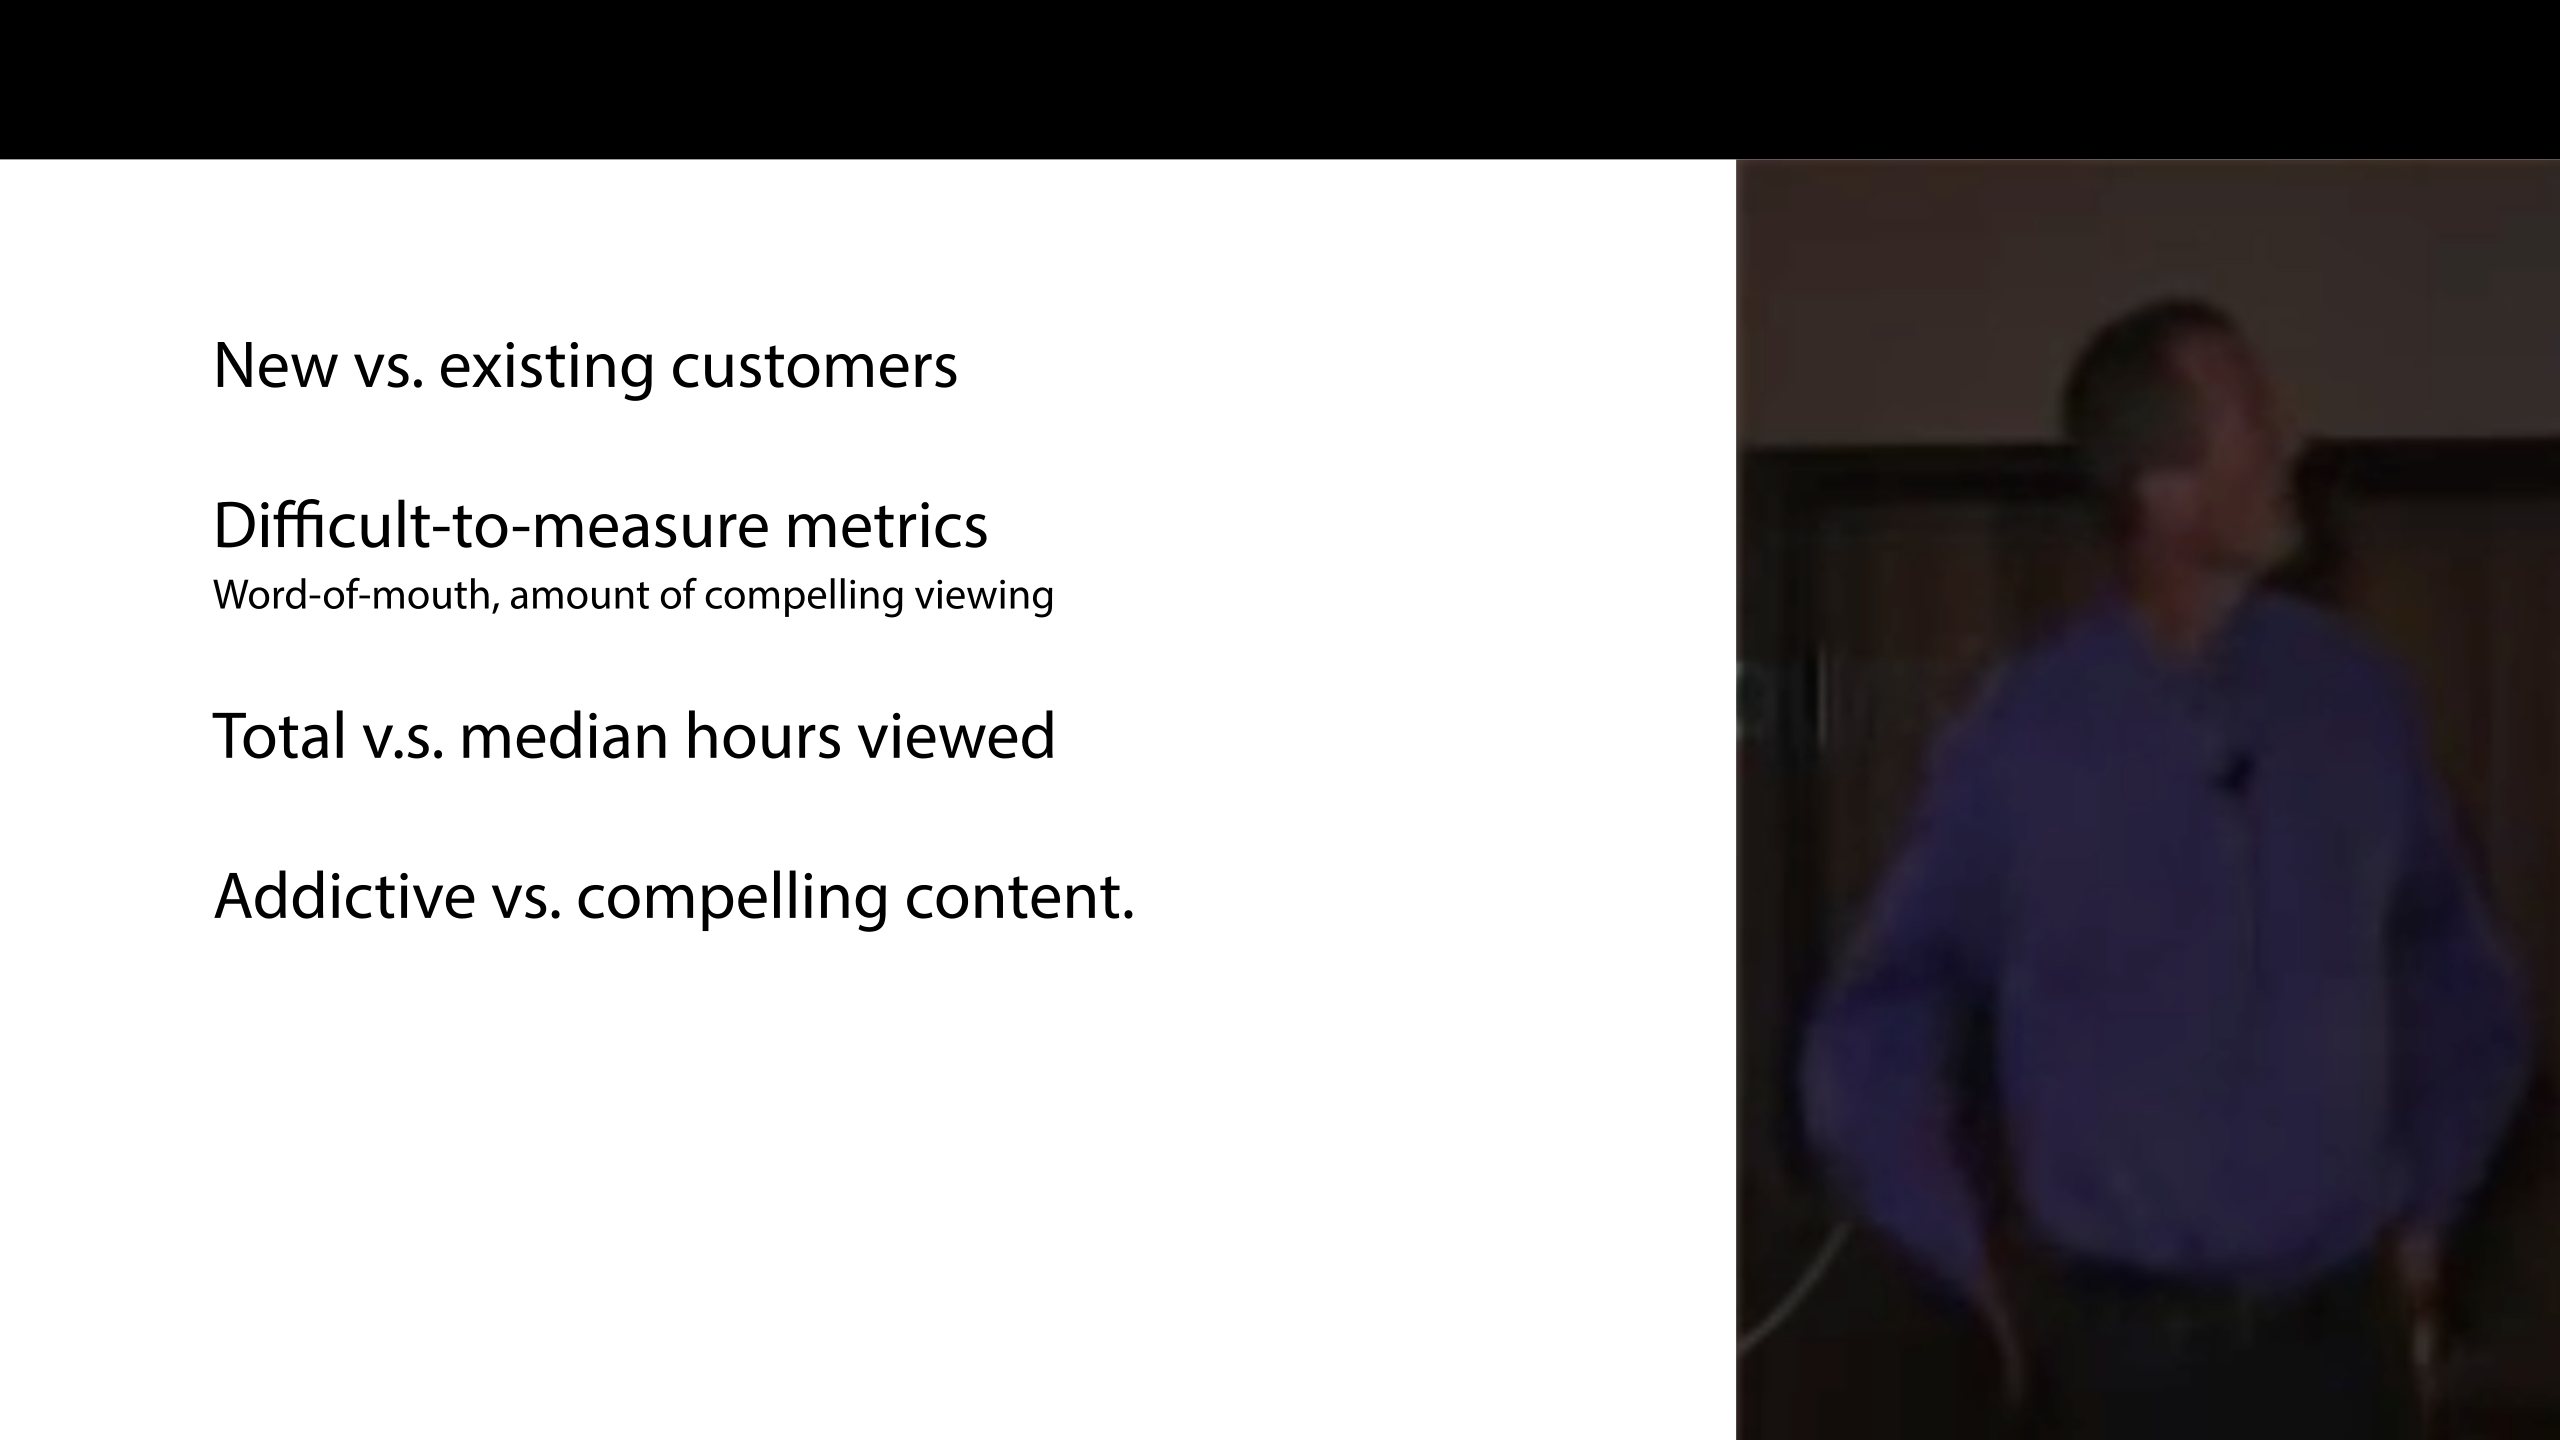 New vs. existing customers
Difficult-to-measure metrics
Word-of-mouth, amount of compelling viewing
Total v.s. median hours viewed
Addictive vs. compelling content.